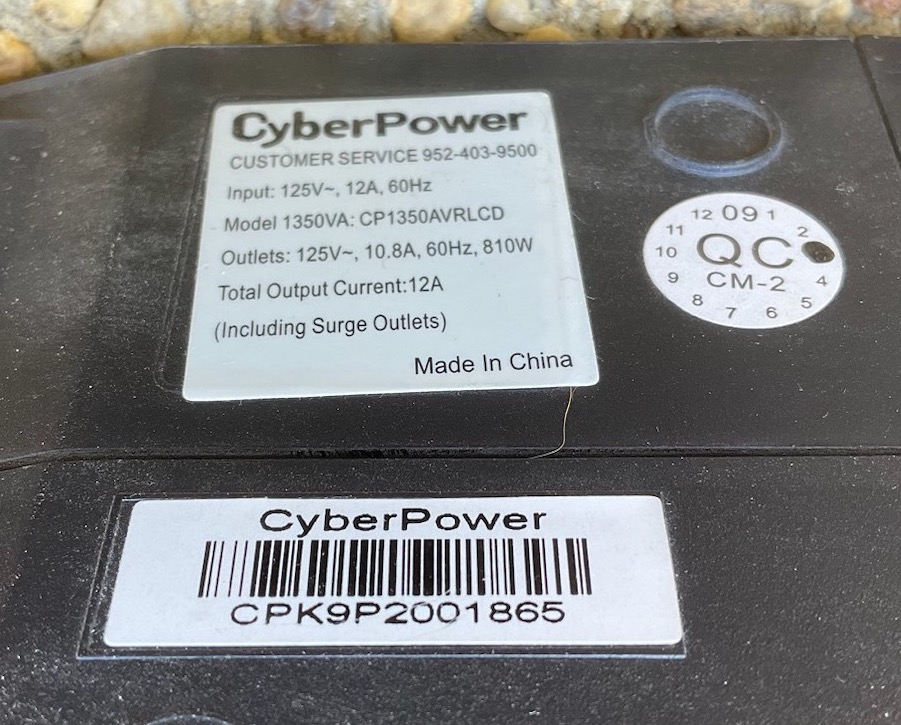 CyberPower
CUSTOMER SERVICE 952-403-9500
Input: 125V~, 12A, 60Hz
Model 1350VA: CP1350AVRLCD
Outlets: 125V~, 10.8A, 60Hz, 810W
Total Output Current:12A
(Including Surge Outlets)
Made In China
12 09 1
11 2
10 QC
9 CM-2 4
8 5
7 6
CyberPower
CPK9P2001865